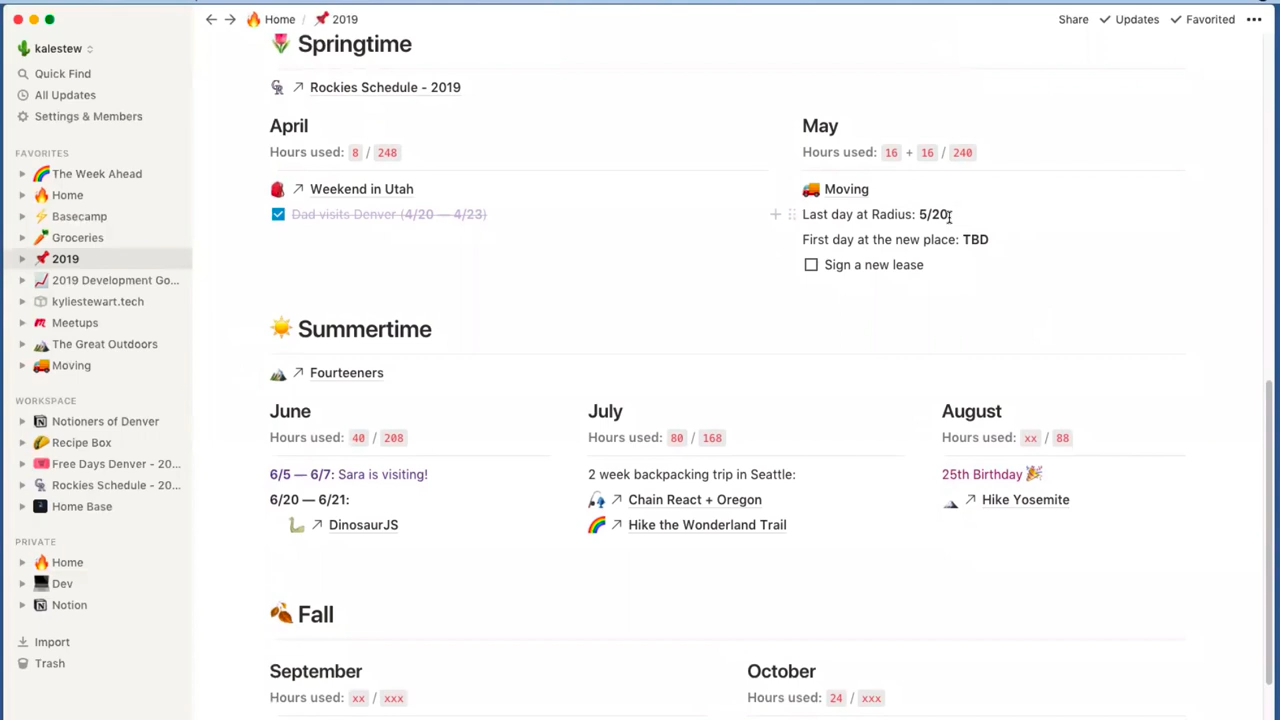 Home / 2019
Share Updates Favorited
kalestew
Quick Find
All Updates
Settings & Members
FAVORITES
The Week Ahead
Home
Basecamp
Groceries
2019
2019 Development Go...
kyliestewart.tech
Meetups
The Great Outdoors
Moving
WORKSPACE
Notioners of Denver
Recipe Box
Free Days Denver - 20...
Rockies Schedule - 20...
Home Base
PRIVATE
Home
Dev
Notion
Import
Trash
Springtime
Rockies Schedule - 2019
April
Hours used: 8 / 248
Weekend in Utah
Dad visits Denver (4/20 — 4/23)
May
Hours used: 16 + 16 / 240
Moving
Last day at Radius: 5/20
First day at the new place: TBD
Sign a new lease
Summertime
Fourteeners
June
Hours used: 40 / 208
6/5 — 6/7: Sara is visiting!
6/20 — 6/21:
DinosaurJS
July
Hours used: 80 / 168
2 week backpacking trip in Seattle:
Chain React + Oregon
Hike the Wonderland Trail
August
Hours used: xx / 88
25th Birthday
Hike Yosemite
Fall
September
Hours used: xx / xxx
October
Hours used: 24 / xxx